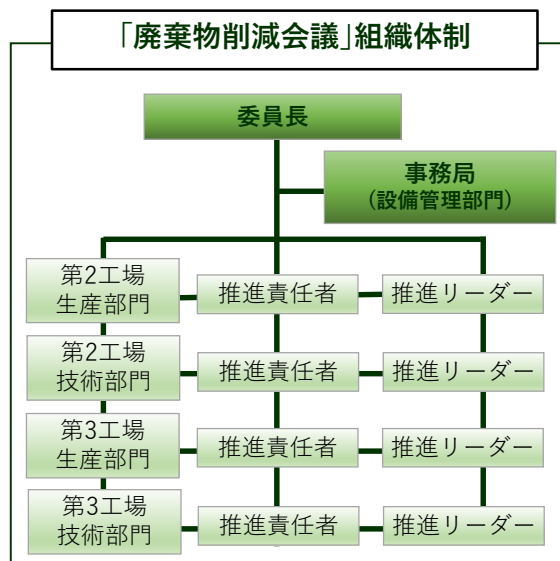 「廃棄物削減会議」組織体制
委員長
事務局
(設備管理部門)
第2工場
生産部門
推進責任者
推進リーダー
第2工場
技術部門
推進責任者
推進リーダー
第3工場
生産部門
推進責任者
推進リーダー
第3工場
技術部門
推進責任者
推進リーダー